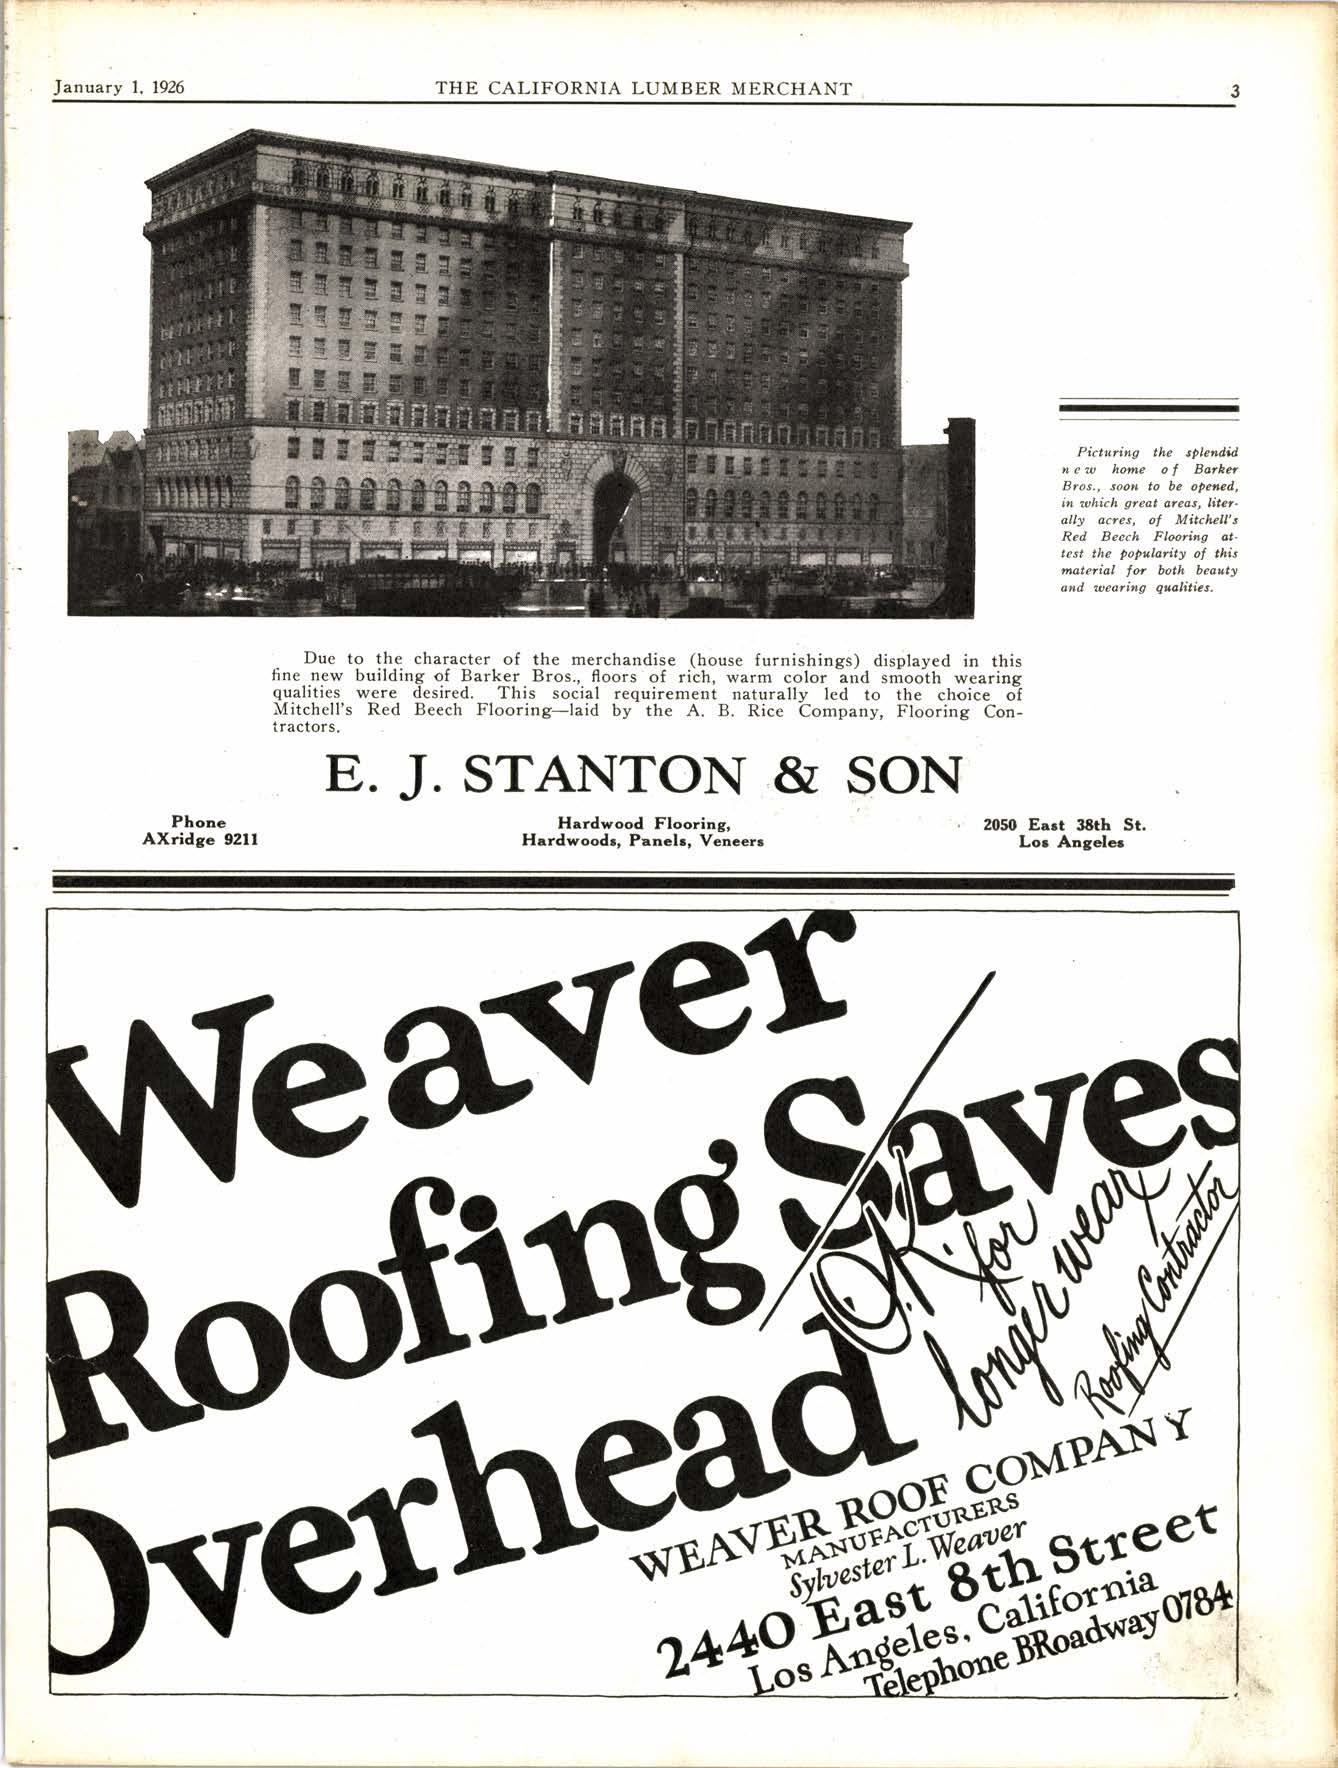 January 1, 1926 THE CALIFORNIA LUMBER MERCHANT 3
Picturing the splendid
new home of Barker
Bros., soon to be opened,
in which great areas, liter-
ally acres, of Mitchell's
Red Beech Flooring at-
test the popularity of this
material for both beauty
and wearing qualities.
Due to the character of the merchandise (house furnishings) displayed in this
fine new building of Barker Bros., floors of rich, warm color and smooth wearing
qualities were desired. This social requirement naturally led to the choice of
Mitchell's Red Beech Flooring—laid by the A. B. Rice Company, Flooring Con-
tractors.
E. J. STANTON & SON
Phone
AXridge 9211
Hardwood Flooring,
Hardwoods, Panels, Veneers
2050 East 38th St.
Los Angeles
Weaver
Roofing Saves
Overhead
O.K. for
longer wear
Roofing Contractor
WEAVER ROOF COMPANY
MANUFACTURERS
Sylvester L. Weaver
2440 East 8th Street
Los Angeles, California
Telephone BRoadway 0784